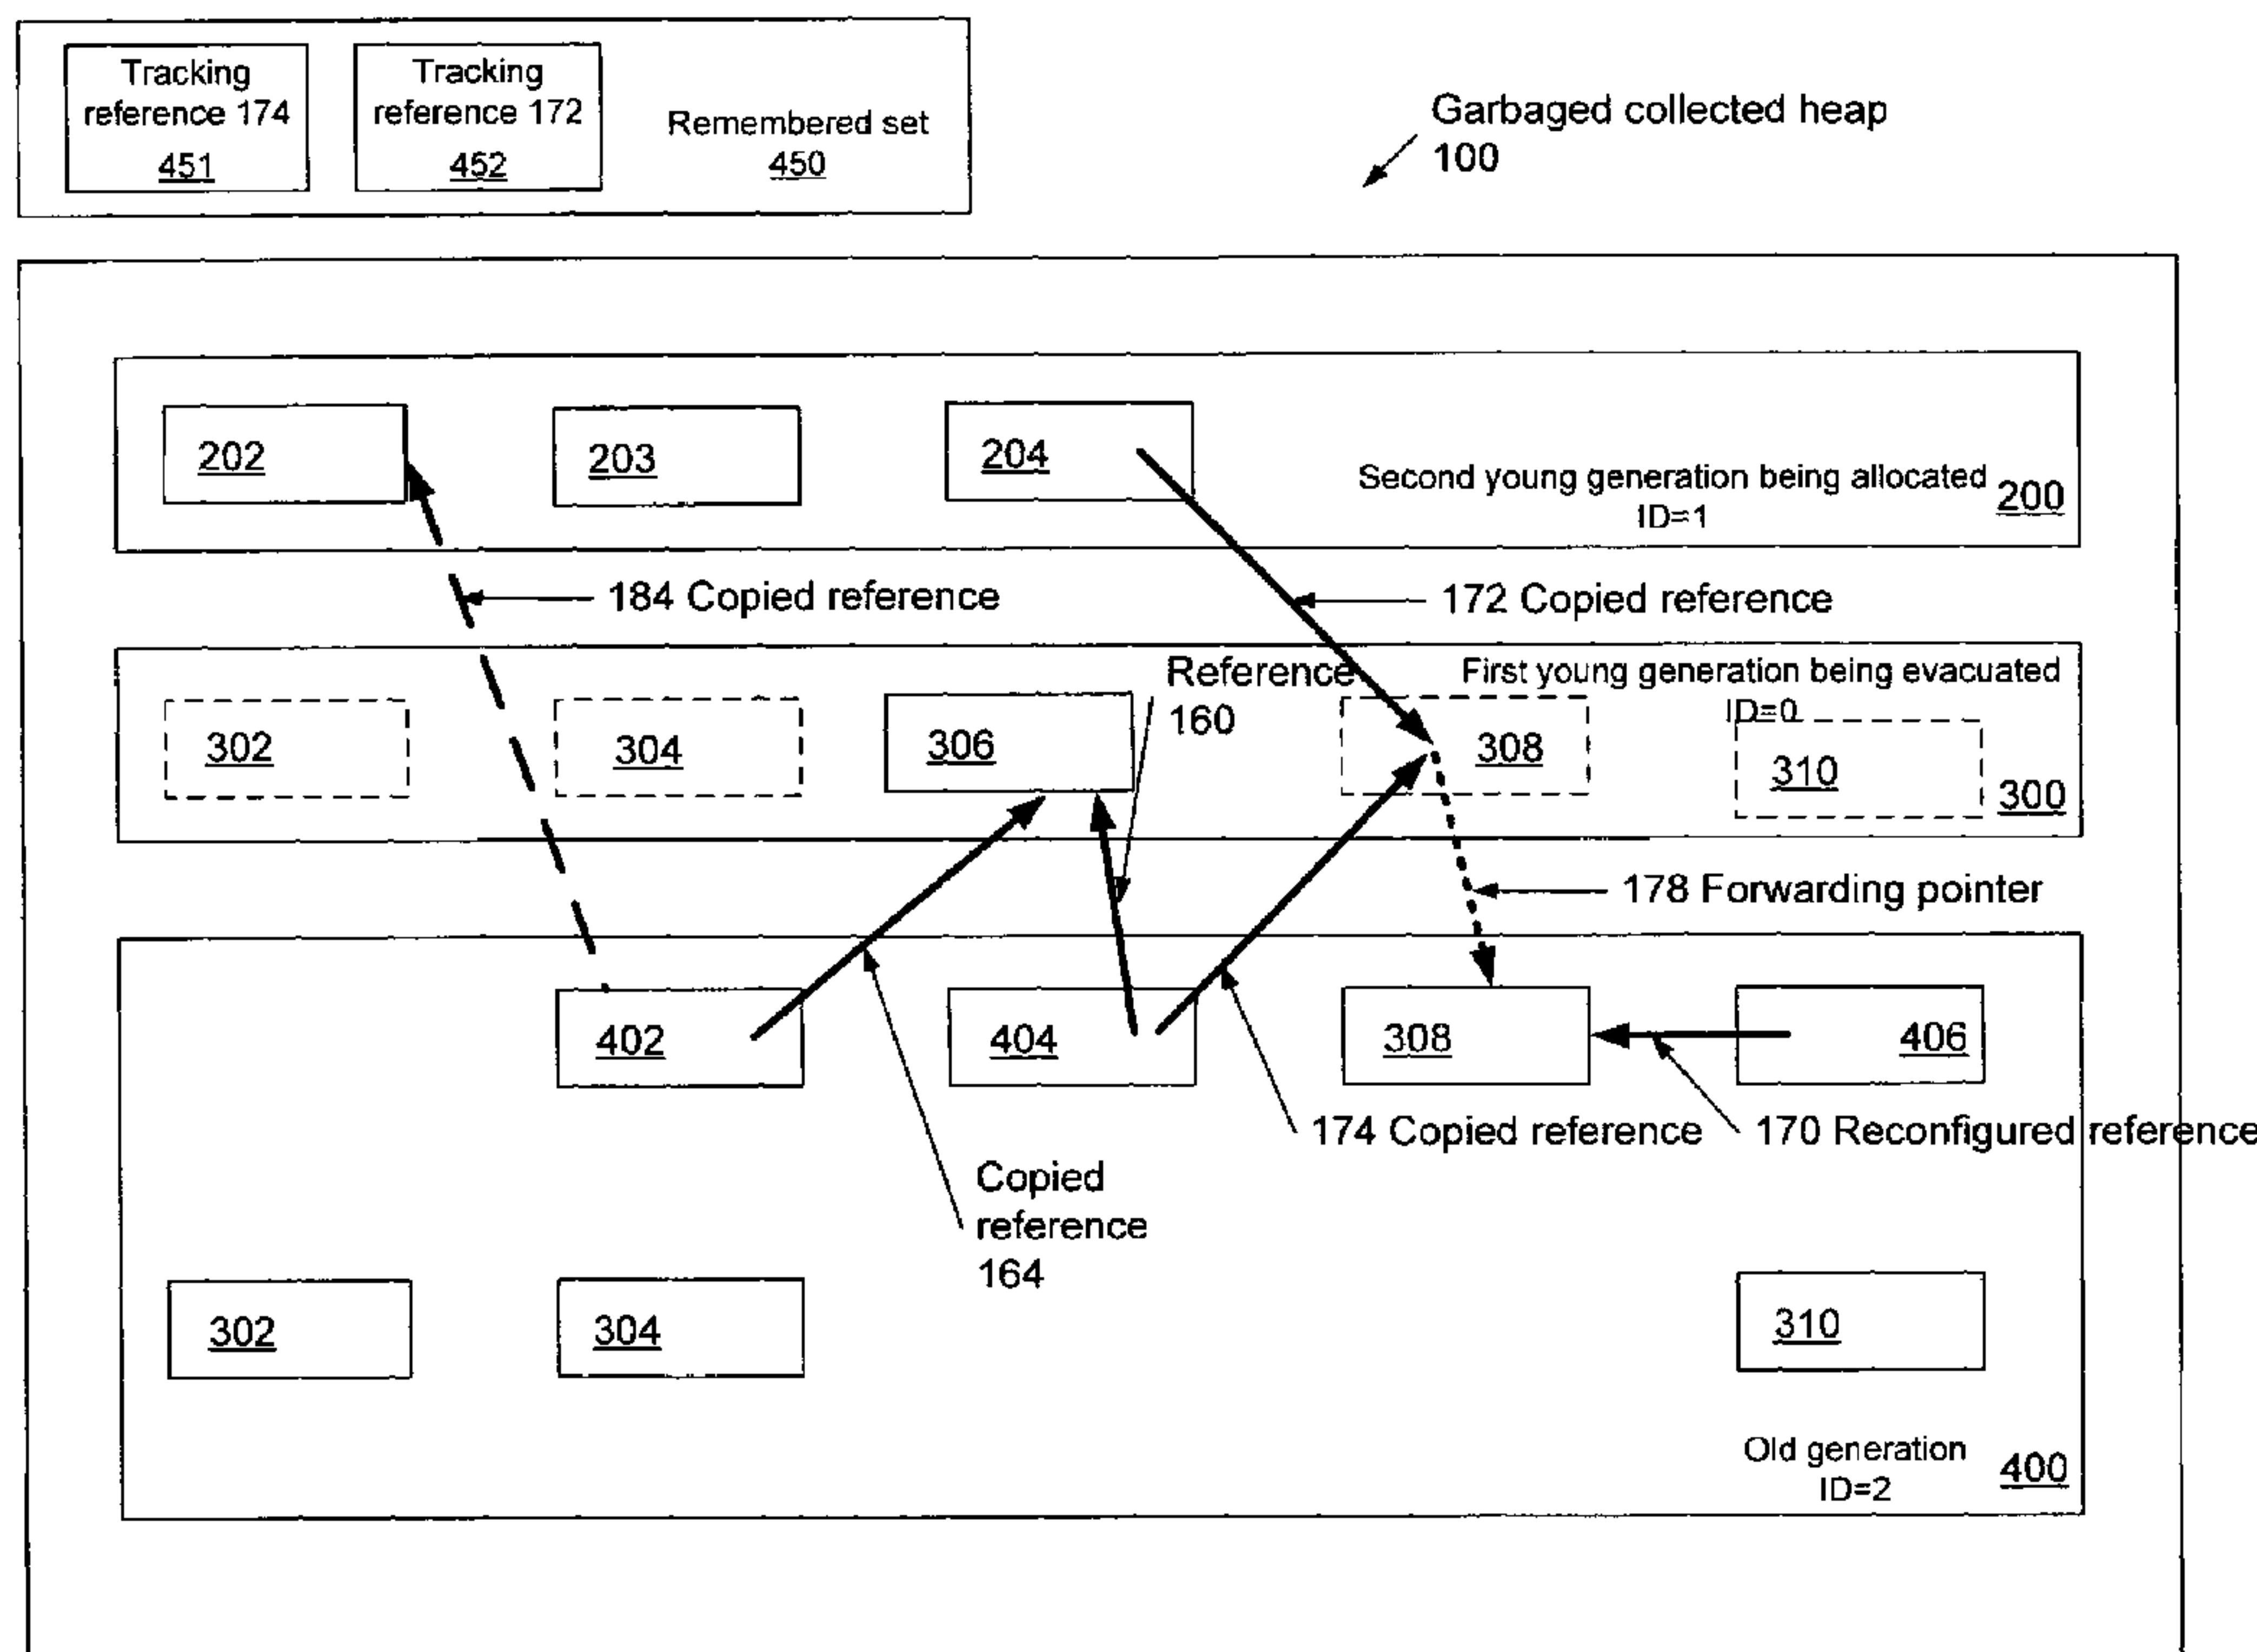 Tracking
reference 174
451
Tracking
reference 172
452
Remembered set
450
Garbaged collected heap
100
202
203
204
Second young generation being allocated
ID=1
200
184 Copied reference
172 Copied reference
Reference
160
First young generation being evacuated
ID=0
302
304
306
308
310
300
178 Forwarding pointer
402
404
308
406
174 Copied reference
170 Reconfigured reference
Copied
reference
164
302
304
310
Old generation
ID=2
400